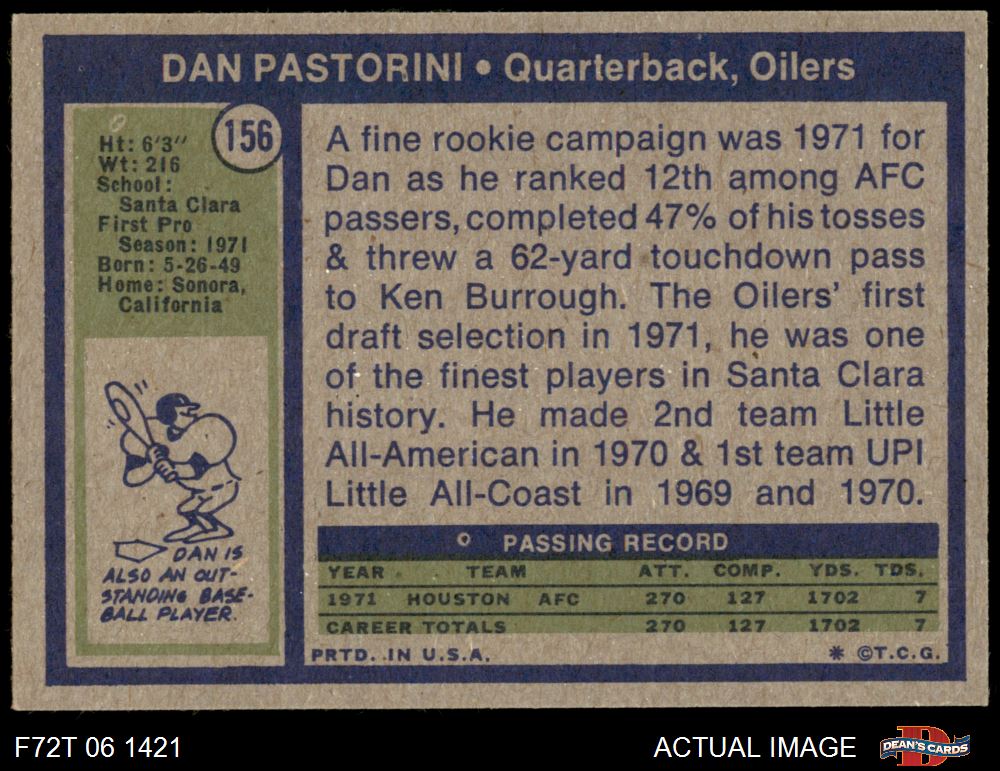 DAN PASTORINI • Quarterback, Oilers
156
Ht: 6'3"
Wt: 216
School:
Santa Clara
First Pro
Season: 1971
Born: 5-26-49
Home: Sonora,
California
DAN IS
ALSO AN OUT-
STANDING BASE-
BALL PLAYER.
A fine rookie campaign was 1971 for
Dan as he ranked 12th among AFC
passers, completed 47% of his tosses
& threw a 62-yard touchdown pass
to Ken Burrough. The Oilers' first
draft selection in 1971, he was one
of the finest players in Santa Clara
history. He made 2nd team Little
All-American in 1970 & 1st team UPI
Little All-Coast in 1969 and 1970.
PASSING RECORD
YEAR TEAM ATT. COMP. YDS. TDS.
1971 HOUSTON AFC 270 127 1702 7
CAREER TOTALS 270 127 1702 7
PRTD. IN U.S.A. * ©T.C.G.
F72T 06 1421
ACTUAL IMAGE
DEAN'S CARDS